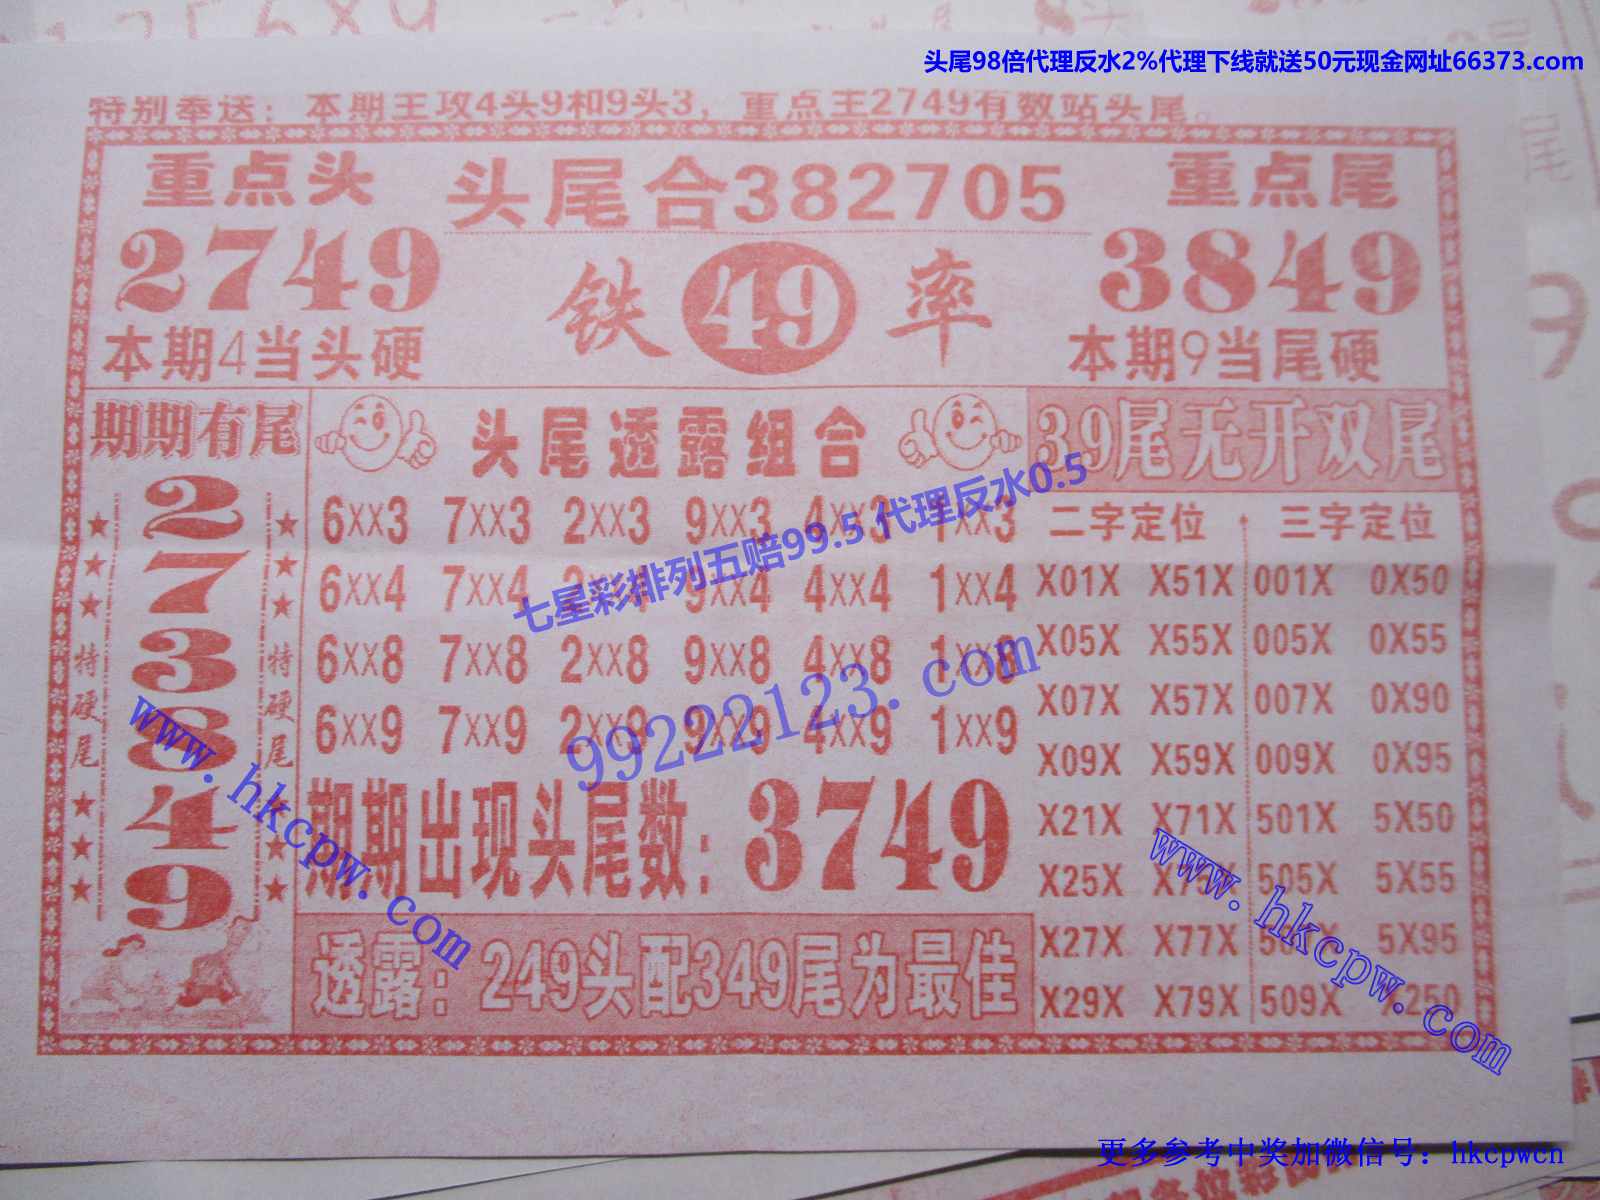 头尾98倍代理反水2%代理下线就送50元现金网址66373.com
特别奉送：本期主攻4头9和9头3，重点主2749有数站头尾。
重点头
头尾合382705
重点尾
2749
铁49率
3849
本期4当头硬
本期9当尾硬
期期有尾
2
7
3
8
4
9
特硬尾
特硬尾
头尾透露组合
6xx3 7xx3 2xx3 9xx3 4xx3 1xx3
6xx4 7xx4 2xx4 9xx4 4xx4 1xx4
6xx8 7xx8 2xx8 9xx8 4xx8 1xx8
6xx9 7xx9 2xx9 9xx9 4xx9 1xx9
期期出现头尾数：3749
透露：249头配349尾为最佳
39尾无开双尾
二字定位 三字定位
X01X X51X 001X 0X50
X05X X55X 005X 0X55
X07X X57X 007X 0X90
X09X X59X 009X 0X95
X21X X71X 501X 5X50
X25X 505X 5X55
X27X X77X 5X95
X29X X79X 509X X250
七星彩排列五赔99.5 代理反水0.5
99222123.com
www.hkcpw.com
www.hkcpw.com
更多参考中奖加微信号：hkcpwcn